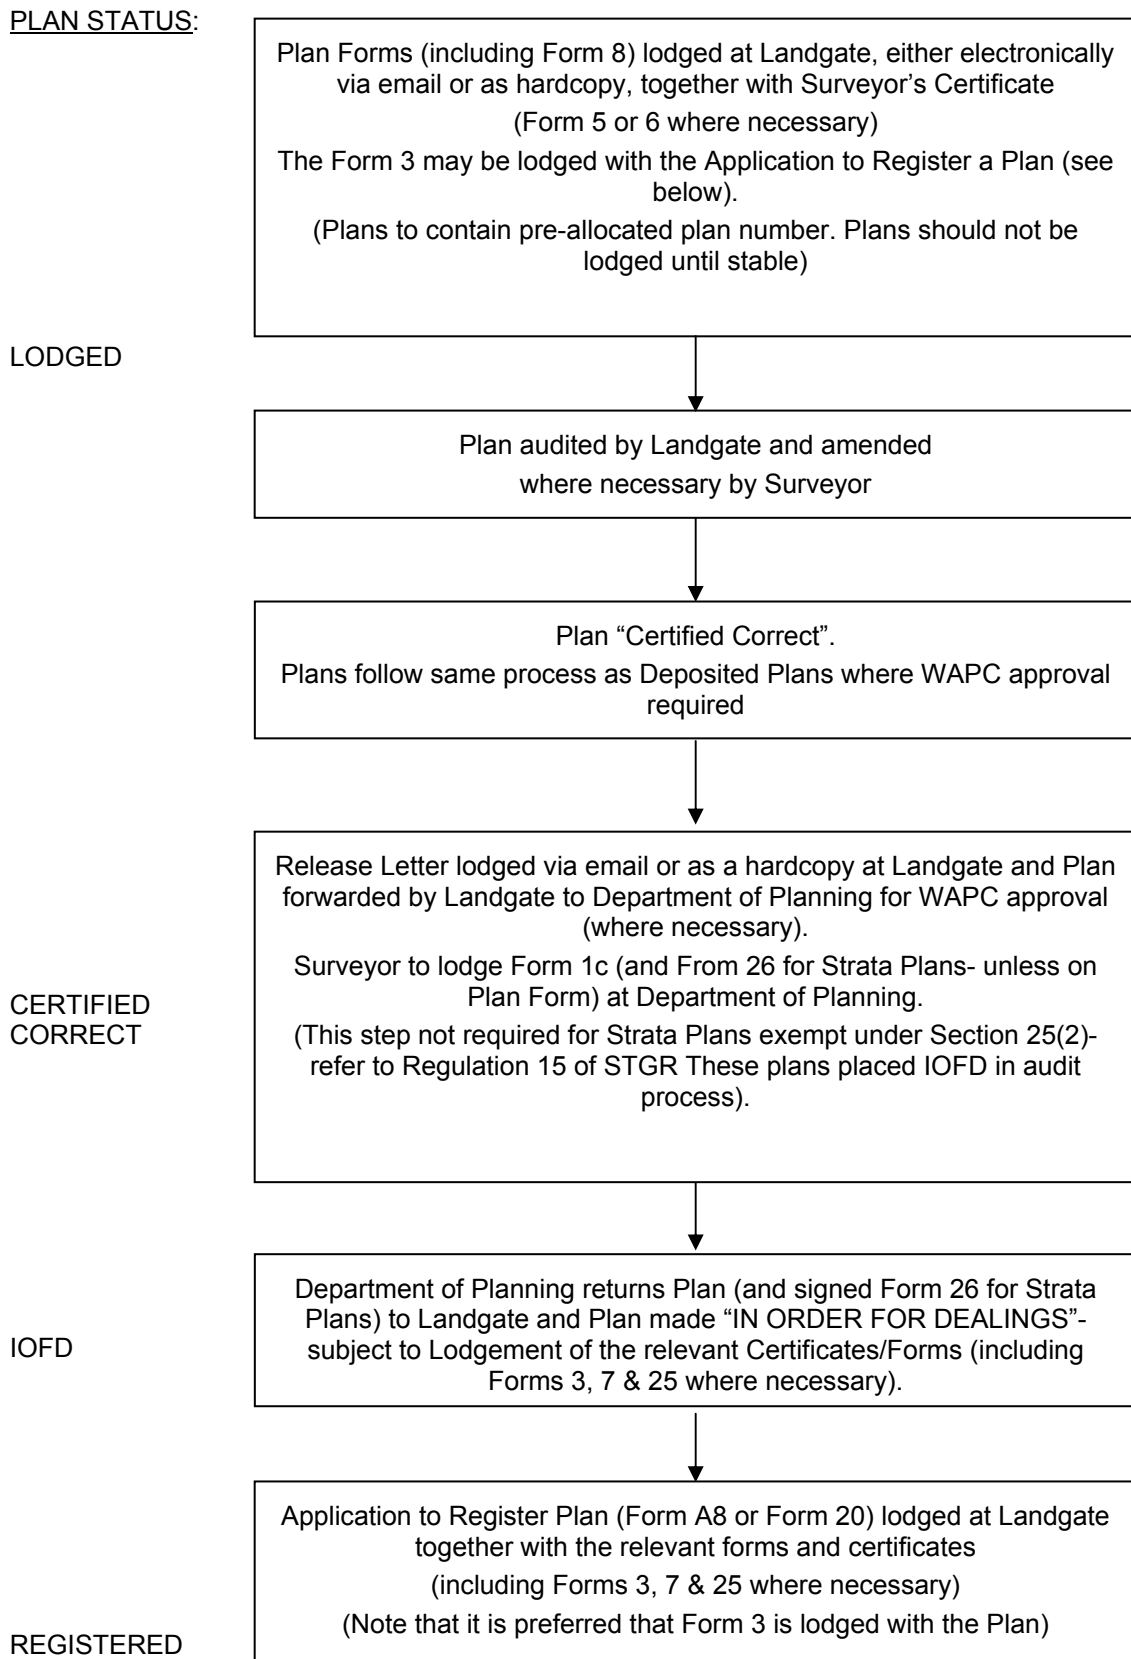 PLAN STATUS:
Plan Forms (including Form 8) lodged at Landgate, either electronically
via email or as hardcopy, together with Surveyor’s Certificate
(Form 5 or 6 where necessary)
The Form 3 may be lodged with the Application to Register a Plan (see
below).
(Plans to contain pre-allocated plan number. Plans should not be
lodged until stable)
LODGED
Plan audited by Landgate and amended
where necessary by Surveyor
Plan “Certified Correct”.
Plans follow same process as Deposited Plans where WAPC approval
required
Release Letter lodged via email or as a hardcopy at Landgate and Plan
forwarded by Landgate to Department of Planning for WAPC approval
(where necessary).
Surveyor to lodge Form 1c (and From 26 for Strata Plans- unless on
Plan Form) at Department of Planning.
(This step not required for Strata Plans exempt under Section 25(2)-
refer to Regulation 15 of STGR These plans placed IOFD in audit
process).
CERTIFIED
CORRECT
Department of Planning returns Plan (and signed Form 26 for Strata
Plans) to Landgate and Plan made “IN ORDER FOR DEALINGS”-
subject to Lodgement of the relevant Certificates/Forms (including
Forms 3, 7 & 25 where necessary).
IOFD
Application to Register Plan (Form A8 or Form 20) lodged at Landgate
together with the relevant forms and certificates
(including Forms 3, 7 & 25 where necessary)
(Note that it is preferred that Form 3 is lodged with the Plan)
REGISTERED